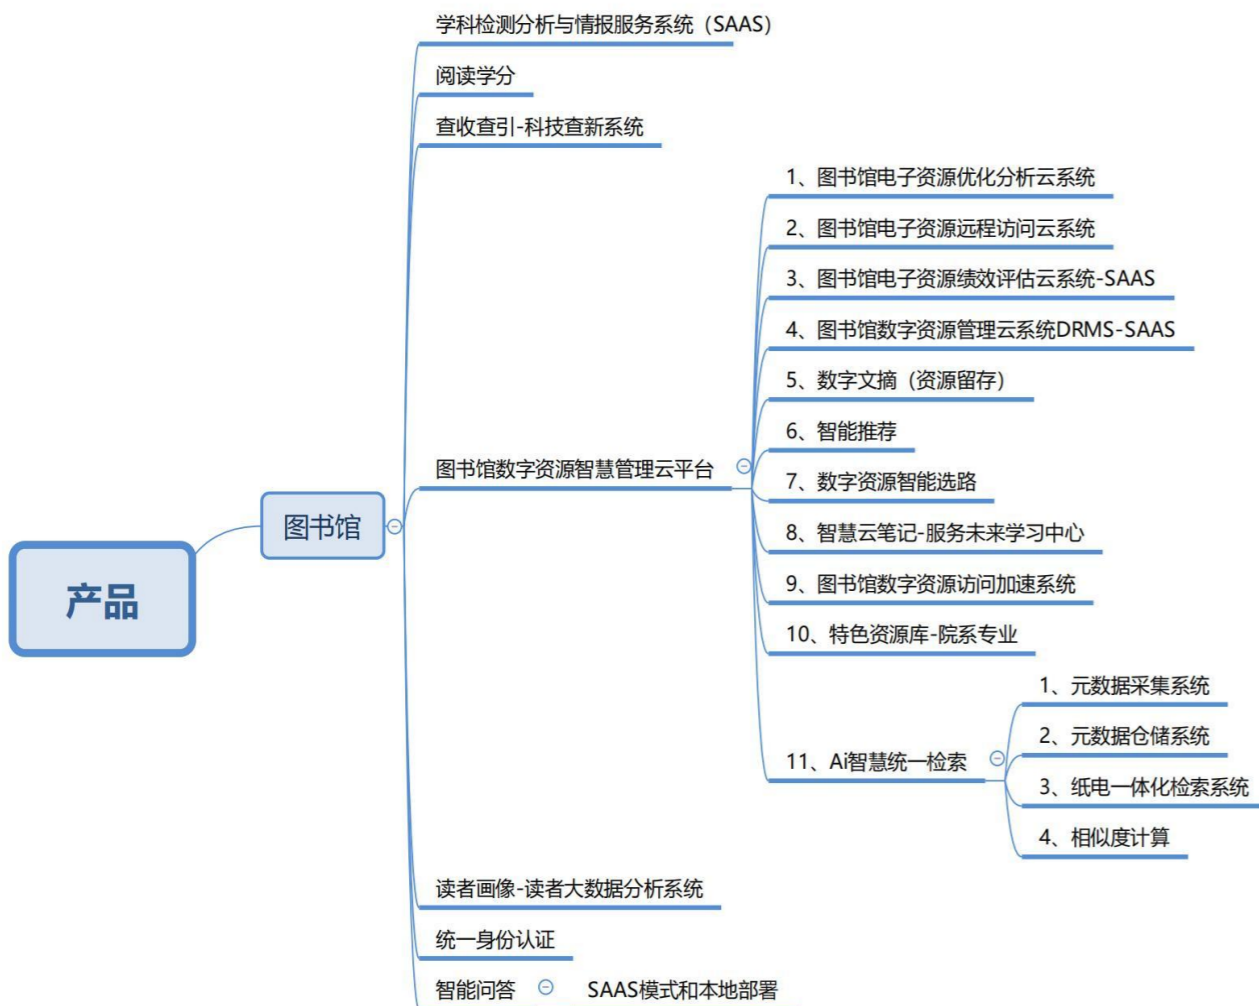 学科检测分析与情报服务系统（SAAS）
阅读学分
查收查引-科技查新系统
1、图书馆电子资源优化分析云系统
2、图书馆电子资源远程访问云系统
3、图书馆电子资源绩效评估云系统-SAAS
4、图书馆数字资源管理云系统DRMS-SAAS
5、数字文摘（资源留存）
6、智能推荐
图书馆数字资源智慧管理云平台
7、数字资源智能选路
图书馆
8、智慧云笔记-服务未来学习中心
产品
9、图书馆数字资源访问加速系统
10、特色资源库-院系专业
1、元数据采集系统
2、元数据仓储系统
11、Ai智慧统一检索
3、纸电一体化检索系统
4、相似度计算
读者画像-读者大数据分析系统
统一身份认证
智能问答 SAAS模式和本地部署